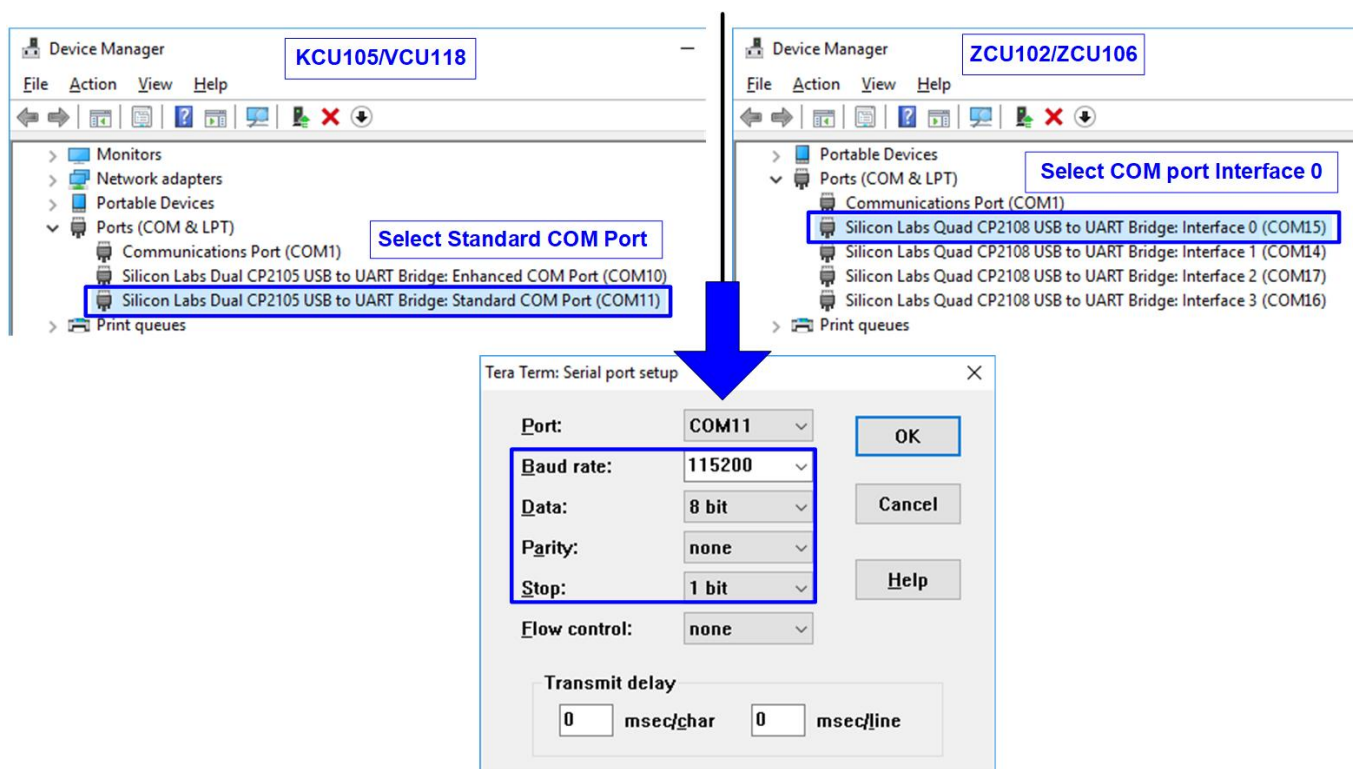 Device Manager
KCU105/VCU118
File Action View Help
Monitors
Network adapters
Portable Devices
Ports (COM & LPT)
Select Standard COM Port
Communications Port (COM1)
Silicon Labs Dual CP2105 USB to UART Bridge: Enhanced COM Port (COM10)
Silicon Labs Dual CP2105 USB to UART Bridge: Standard COM Port (COM11)
Print queues
Device Manager
ZCU102/ZCU106
File Action View Help
Portable Devices
Select COM port Interface 0
Ports (COM & LPT)
Communications Port (COM1)
Silicon Labs Quad CP2108 USB to UART Bridge: Interface 0 (COM15)
Silicon Labs Quad CP2108 USB to UART Bridge: Interface 1 (COM14)
Silicon Labs Quad CP2108 USB to UART Bridge: Interface 2 (COM17)
Silicon Labs Quad CP2108 USB to UART Bridge: Interface 3 (COM16)
Print queues
Tera Term: Serial port setup
Port: COM11 OK
Baud rate: 115200
Data: 8 bit Cancel
Parity: none
Stop: 1 bit Help
Flow control: none
Transmit delay
0 msec/char 0 msec/line